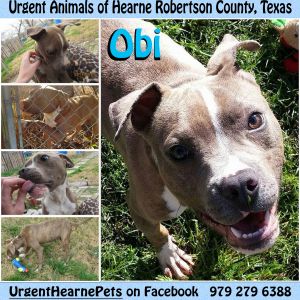 Urgent Animals of Hearne Robertson County, Texas
Obi
UrgentHearnePets on Facebook 979 279 6388